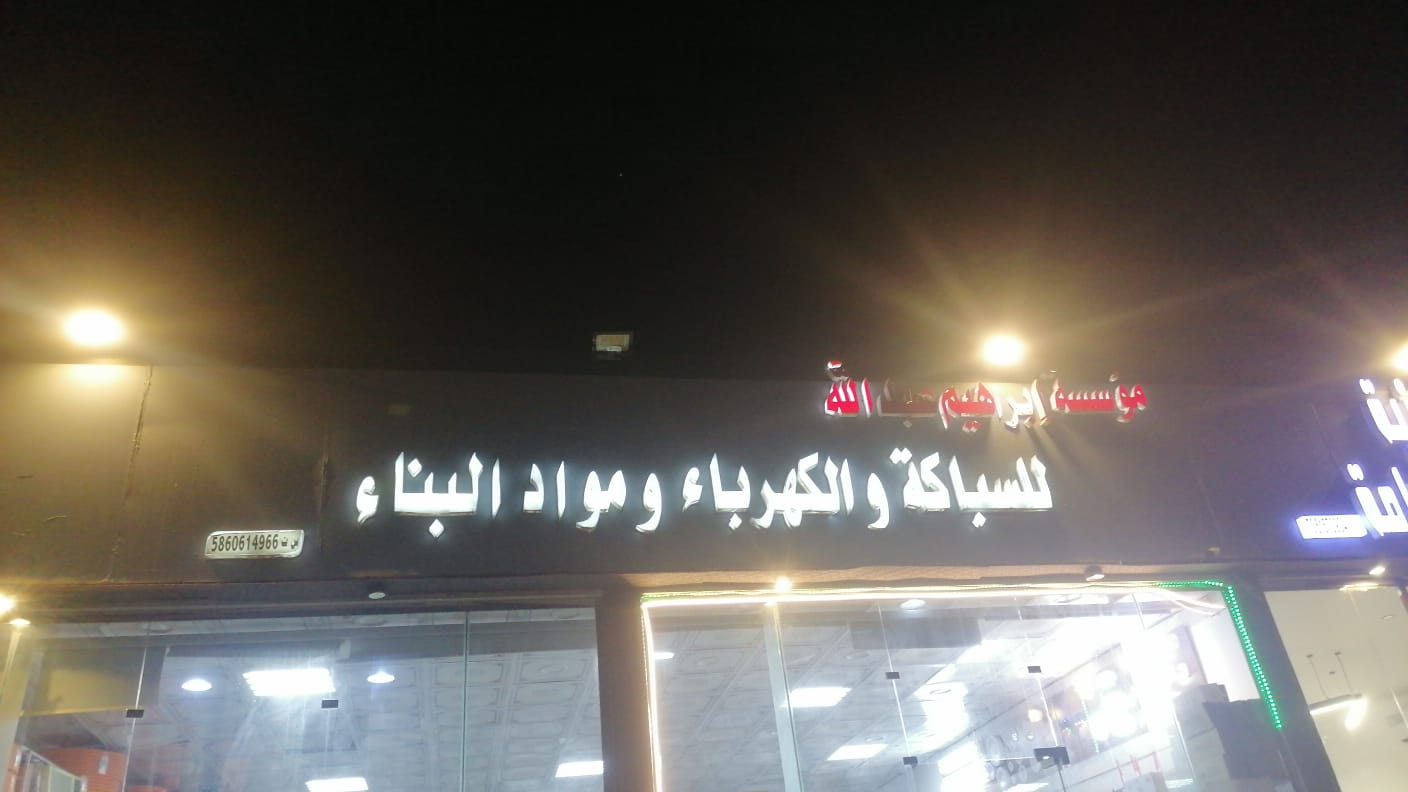 مؤسسة ابراهيم عبد الله
للسباكة والكهرباء ومواد البناء
س ت 5860614966